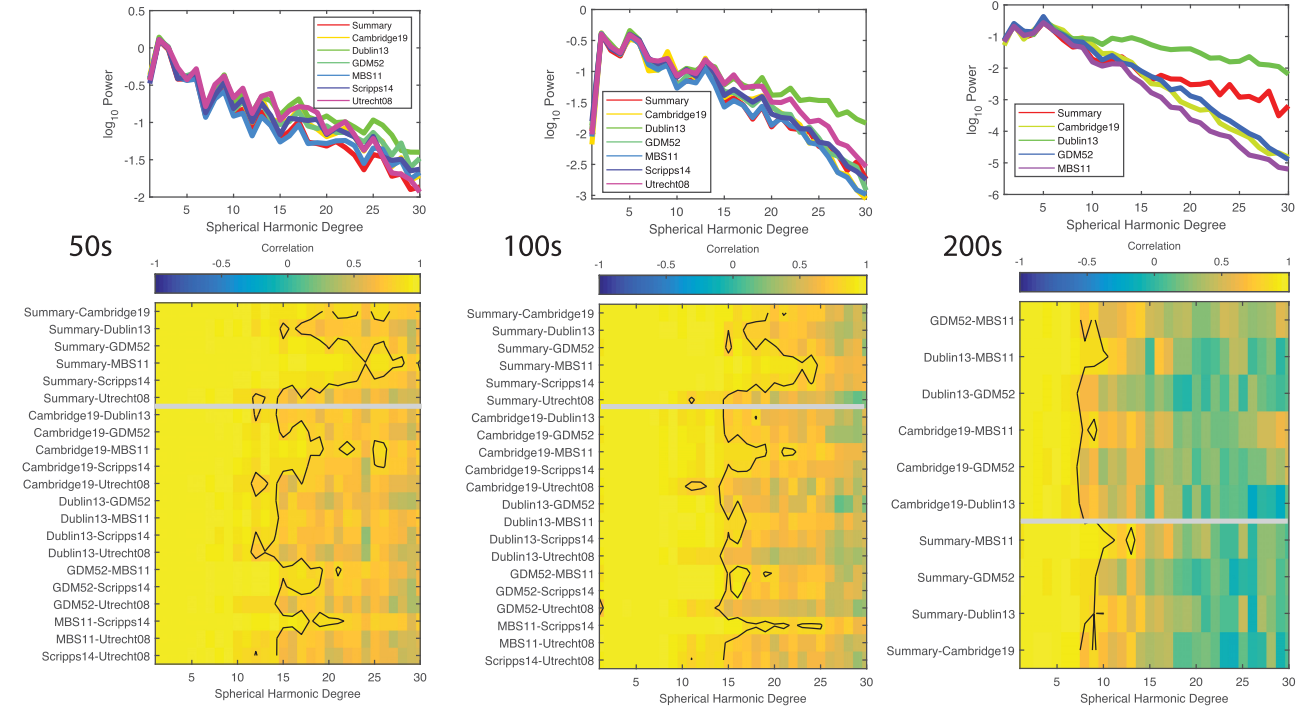 0.5
0
-0.5
-1
-1.5
-2
log10 Power
5 10 15 20 25 30
Spherical Harmonic Degree
Summary
Cambridge19
Dublin13
GDM52
MBS11
Scripps14
Utrecht08
0
-0.5
-1
-1.5
-2
-2.5
-3
log10 Power
5 10 15 20 25 30
Spherical Harmonic Degree
Summary
Cambridge19
Dublin13
GDM52
MBS11
Scripps14
Utrecht08
0
-1
-2
-3
-4
-5
-6
log10 Power
5 10 15 20 25 30
Spherical Harmonic Degree
Summary
Cambridge19
Dublin13
GDM52
MBS11
50s
Correlation
-1 -0.5 0 0.5 1
Summary-Cambridge19
Summary-Dublin13
Summary-GDM52
Summary-MBS11
Summary-Scripps14
Summary-Utrecht08
Cambridge19-Dublin13
Cambridge19-GDM52
Cambridge19-MBS11
Cambridge19-Scripps14
Cambridge19-Utrecht08
Dublin13-GDM52
Dublin13-MBS11
Dublin13-Scripps14
Dublin13-Utrecht08
GDM52-MBS11
GDM52-Scripps14
GDM52-Utrecht08
MBS11-Scripps14
MBS11-Utrecht08
Scripps14-Utrecht08
5 10 15 20 25 30
Spherical Harmonic Degree
100s
Correlation
-1 -0.5 0 0.5 1
Summary-Cambridge19
Summary-Dublin13
Summary-GDM52
Summary-MBS11
Summary-Scripps14
Summary-Utrecht08
Cambridge19-Dublin13
Cambridge19-GDM52
Cambridge19-MBS11
Cambridge19-Scripps14
Cambridge19-Utrecht08
Dublin13-GDM52
Dublin13-MBS11
Dublin13-Scripps14
Dublin13-Utrecht08
GDM52-MBS11
GDM52-Scripps14
GDM52-Utrecht08
MBS11-Scripps14
MBS11-Utrecht08
Scripps14-Utrecht08
5 10 15 20 25 30
Spherical Harmonic Degree
200s
Correlation
-1 -0.5 0 0.5 1
GDM52-MBS11
Dublin13-MBS11
Dublin13-GDM52
Cambridge19-MBS11
Cambridge19-GDM52
Cambridge19-Dublin13
Summary-MBS11
Summary-GDM52
Summary-Dublin13
Summary-Cambridge19
5 10 15 20 25 30
Spherical Harmonic Degree